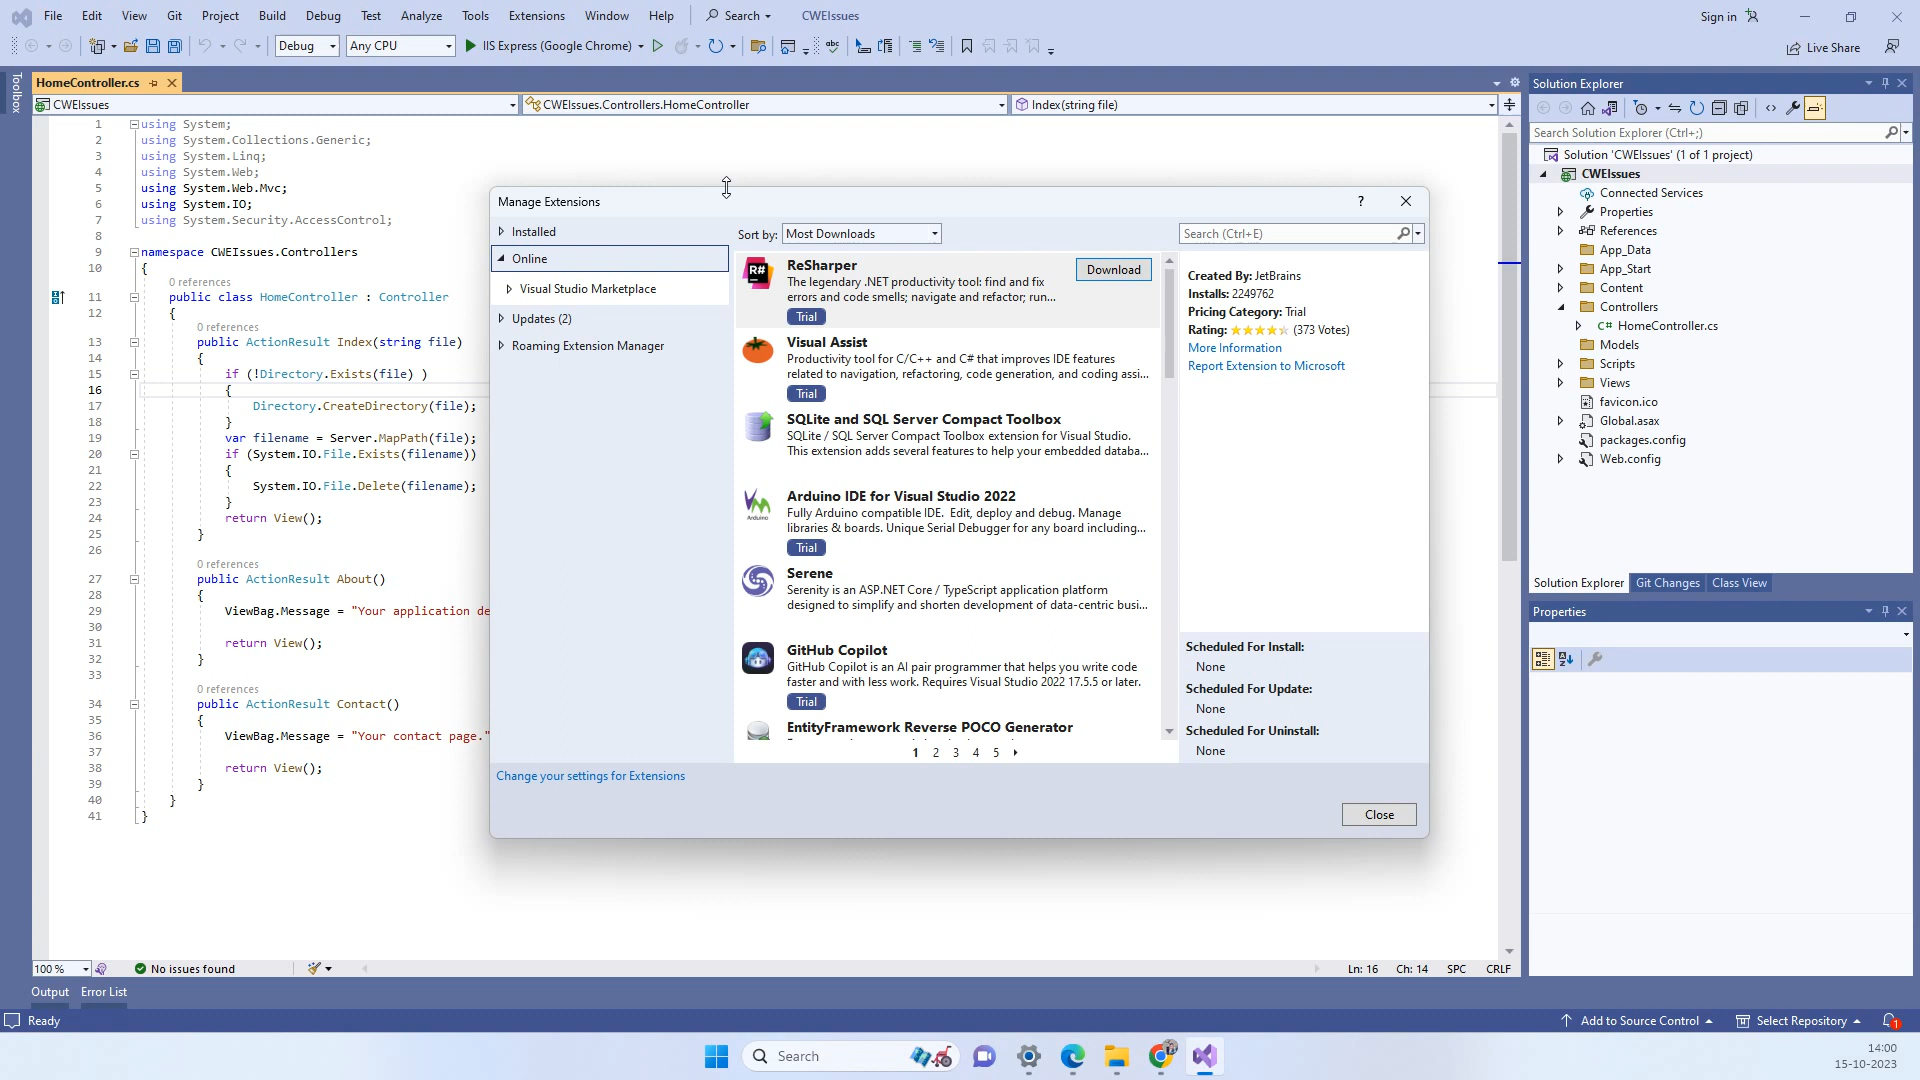 File Edit View Git Project Build Debug Test Analyze Tools Extensions Window Help Search CWEIssues Sign in
Debug Any CPU IIS Express (Google Chrome) Live Share
Toolbox
HomeController.cs
CWEIssues CWEIssues.Controllers.HomeController Index(string file)
1 using System;
2 using System.Collections.Generic;
3 using System.Linq;
4 using System.Web;
5 using System.Web.Mvc;
6 using System.IO;
7 using System.Security.AccessControl;
8
9 namespace CWEIssues.Controllers
10 {
0 references
11 public class HomeController : Controller
12 {
0 references
13 public ActionResult Index(string file)
14 {
15 if (!Directory.Exists(file) )
16 {
17 Directory.CreateDirectory(file);
18 }
19 var filename = Server.MapPath(file);
20 if (System.IO.File.Exists(filename))
21 {
22 System.IO.File.Delete(filename);
23 }
24 return View();
25 }
26
0 references
27 public ActionResult About()
28 {
29 ViewBag.Message = "Your application de
30
31 return View();
32 }
33
0 references
34 public ActionResult Contact()
35 {
36 ViewBag.Message = "Your contact page."
37
38 return View();
39 }
40 }
41 }
Manage Extensions
?
Installed
Online
Visual Studio Marketplace
Updates (2)
Roaming Extension Manager
Sort by: Most Downloads
Search (Ctrl+E)
R#
ReSharper
Download
The legendary .NET productivity tool: find and fix
errors and code smells; navigate and refactor; run...
Trial
Visual Assist
Productivity tool for C/C++ and C# that improves IDE features
related to navigation, refactoring, code generation, and coding assi...
Trial
SQLite and SQL Server Compact Toolbox
SQLite / SQL Server Compact Toolbox extension for Visual Studio.
This extension adds several features to help your embedded databa...
Arduino IDE for Visual Studio 2022
Fully Arduino compatible IDE. Edit, deploy and debug. Manage
libraries & boards. Unique Serial Debugger for any board including...
Trial
Serene
Serenity is an ASP.NET Core / TypeScript application platform
designed to simplify and shorten development of data-centric busi...
GitHub Copilot
GitHub Copilot is an AI pair programmer that helps you write code
faster and with less work. Requires Visual Studio 2022 17.5.5 or later.
Trial
EntityFramework Reverse POCO Generator
1 2 3 4 5
Created By: JetBrains
Installs: 2249762
Pricing Category: Trial
Rating: (373 Votes)
More Information
Report Extension to Microsoft
Scheduled For Install:
None
Scheduled For Update:
None
Scheduled For Uninstall:
None
Change your settings for Extensions
Close
Solution Explorer
Search Solution Explorer (Ctrl+;)
Solution 'CWEIssues' (1 of 1 project)
CWEIssues
Connected Services
Properties
References
App_Data
App_Start
Content
Controllers
C# HomeController.cs
Models
Scripts
Views
favicon.ico
Global.asax
packages.config
Web.config
Solution Explorer Git Changes Class View
Properties
100 % No issues found Ln: 16 Ch: 14 SPC CRLF
Output Error List
Ready Add to Source Control Select Repository 1
Search
14:00
15-10-2023